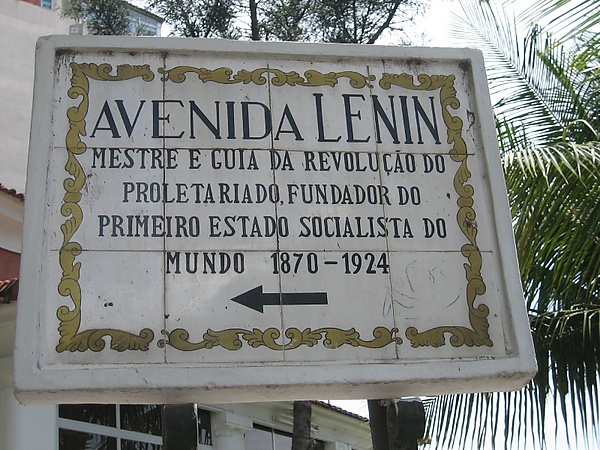 AVENIDA LENIN
MESTRE E GUIA DA REVOLUÇÃO DO
PROLETARIADO, FUNDADOR DO
PRIMEIRO ESTADO SOCIALISTA DO
MUNDO 1870-1924